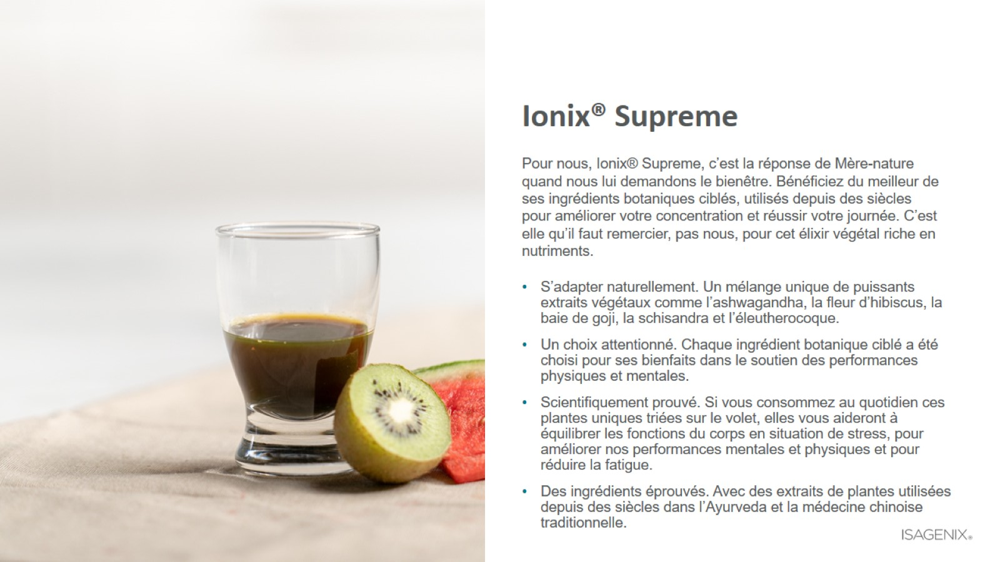 Ionix® Supreme
Pour nous, Ionix® Supreme, c’est la réponse de Mère-nature
quand nous lui demandons le bienêtre. Bénéficiez du meilleur de
ses ingrédients botaniques ciblés, utilisés depuis des siècles
pour améliorer votre concentration et réussir votre journée. C’est
elle qu’il faut remercier, pas nous, pour cet élixir végétal riche en
nutriments.
• S’adapter naturellement. Un mélange unique de puissants
extraits végétaux comme l’ashwagandha, la fleur d’hibiscus, la
baie de goji, la schisandra et l’éleutherocoque.
• Un choix attentionné. Chaque ingrédient botanique ciblé a été
choisi pour ses bienfaits dans le soutien des performances
physiques et mentales.
• Scientifiquement prouvé. Si vous consommez au quotidien ces
plantes uniques triées sur le volet, elles vous aideront à
équilibrer les fonctions du corps en situation de stress, pour
améliorer nos performances mentales et physiques et pour
réduire la fatigue.
• Des ingrédients éprouvés. Avec des extraits de plantes utilisées
depuis des siècles dans l’Ayurveda et la médecine chinoise
traditionnelle.
ISAGENIX®